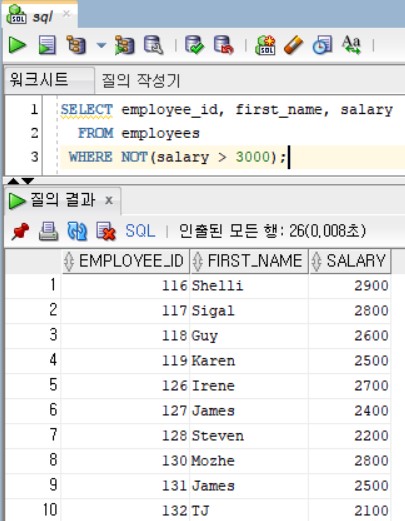 sql
워크시트 질의 작성기
1 SELECT employee_id, first_name, salary
2 FROM employees
3 WHERE NOT(salary > 3000);
질의 결과 x
SQL | 인출된 모든 행: 26(0,008초)
EMPLOYEE_ID FIRST_NAME SALARY
1 116 Shelli 2900
2 117 Sigal 2800
3 118 Guy 2600
4 119 Karen 2500
5 126 Irene 2700
6 127 James 2400
7 128 Steven 2200
8 130 Mozhe 2800
9 131 James 2500
10 132 TJ 2100